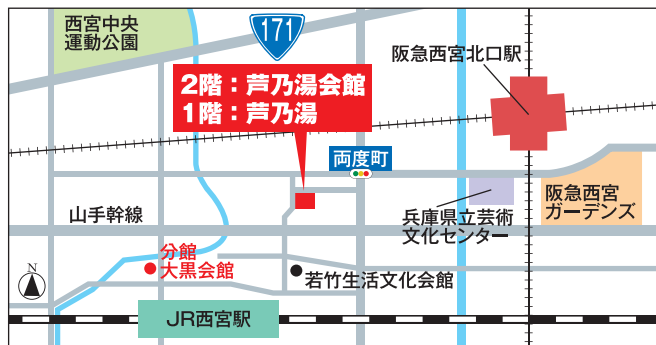 西宮中央
運動公園
171
阪急西宮北口駅
2階：芦乃湯会館
1階：芦乃湯
両度町
山手幹線
兵庫県立芸術
文化センター
阪急西宮
ガーデンズ
分館
大黒会館
若竹生活文化会館
N
JR西宮駅